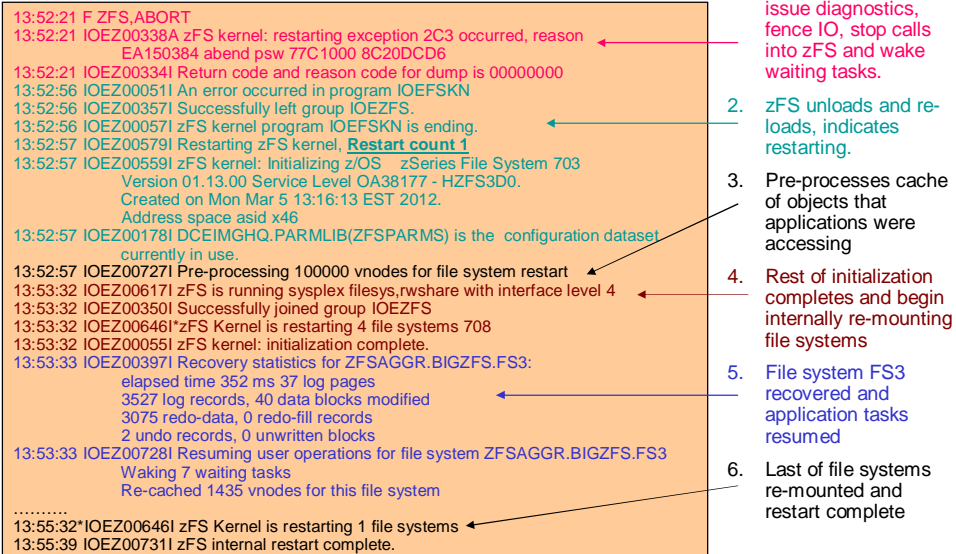 13:52:21 F ZFS,ABORT
13:52:21 IOEZ00338A zFS kernel: restarting exception 2C3 occurred, reason
EA150384 abend psw 77C1000 8C20DCD6
13:52:21 IOEZ00334I Return code and reason code for dump is 00000000
13:52:56 IOEZ00051I An error occurred in program IOEFSKN
13:52:56 IOEZ00357I Successfully left group IOEZFS.
13:52:56 IOEZ00057I zFS kernel program IOEFSKN is ending.
13:52:57 IOEZ00579I Restarting zFS kernel, Restart count 1
13:52:57 IOEZ00559I zFS kernel: Initializing z/OS zSeries File System 703
Version 01.13.00 Service Level OA38177 - HZFS3D0.
Created on Mon Mar 5 13:16:13 EST 2012.
Address space asid x46
13:52:57 IOEZ00178I DCEIMGHQ.PARMLIB(ZFSPARMS) is the configuration dataset
currently in use.
13:52:57 IOEZ00727I Pre-processing 100000 vnodes for file system restart
13:53:32 IOEZ00617I zFS is running sysplex filesys,rwshare with interface level 4
13:53:32 IOEZ00350I Successfully joined group IOEZFS
13:53:32 IOEZ00646I*zFS Kernel is restarting 4 file systems 708
13:53:32 IOEZ00055I zFS kernel: initialization complete.
13:53:33 IOEZ00397I Recovery statistics for ZFSAGGR.BIGZFS.FS3:
elapsed time 352 ms 37 log pages
3527 log records, 40 data blocks modified
3075 redo-data, 0 redo-fill records
2 undo records, 0 unwritten blocks
13:53:33 IOEZ00728I Resuming user operations for file system ZFSAGGR.BIGZFS.FS3
Waking 7 waiting tasks
Re-cached 1435 vnodes for this file system
……….
13:55:32*IOEZ00646I zFS Kernel is restarting 1 file systems
13:55:39 IOEZ00731I zFS internal restart complete.
issue diagnostics,
fence IO, stop calls
into zFS and wake
waiting tasks.
2. zFS unloads and re-
loads, indicates
restarting.
3. Pre-processes cache
of objects that
applications were
accessing
4. Rest of initialization
completes and begin
internally re-mounting
file systems
5. File system FS3
recovered and
application tasks
resumed
6. Last of file systems
re-mounted and
restart complete